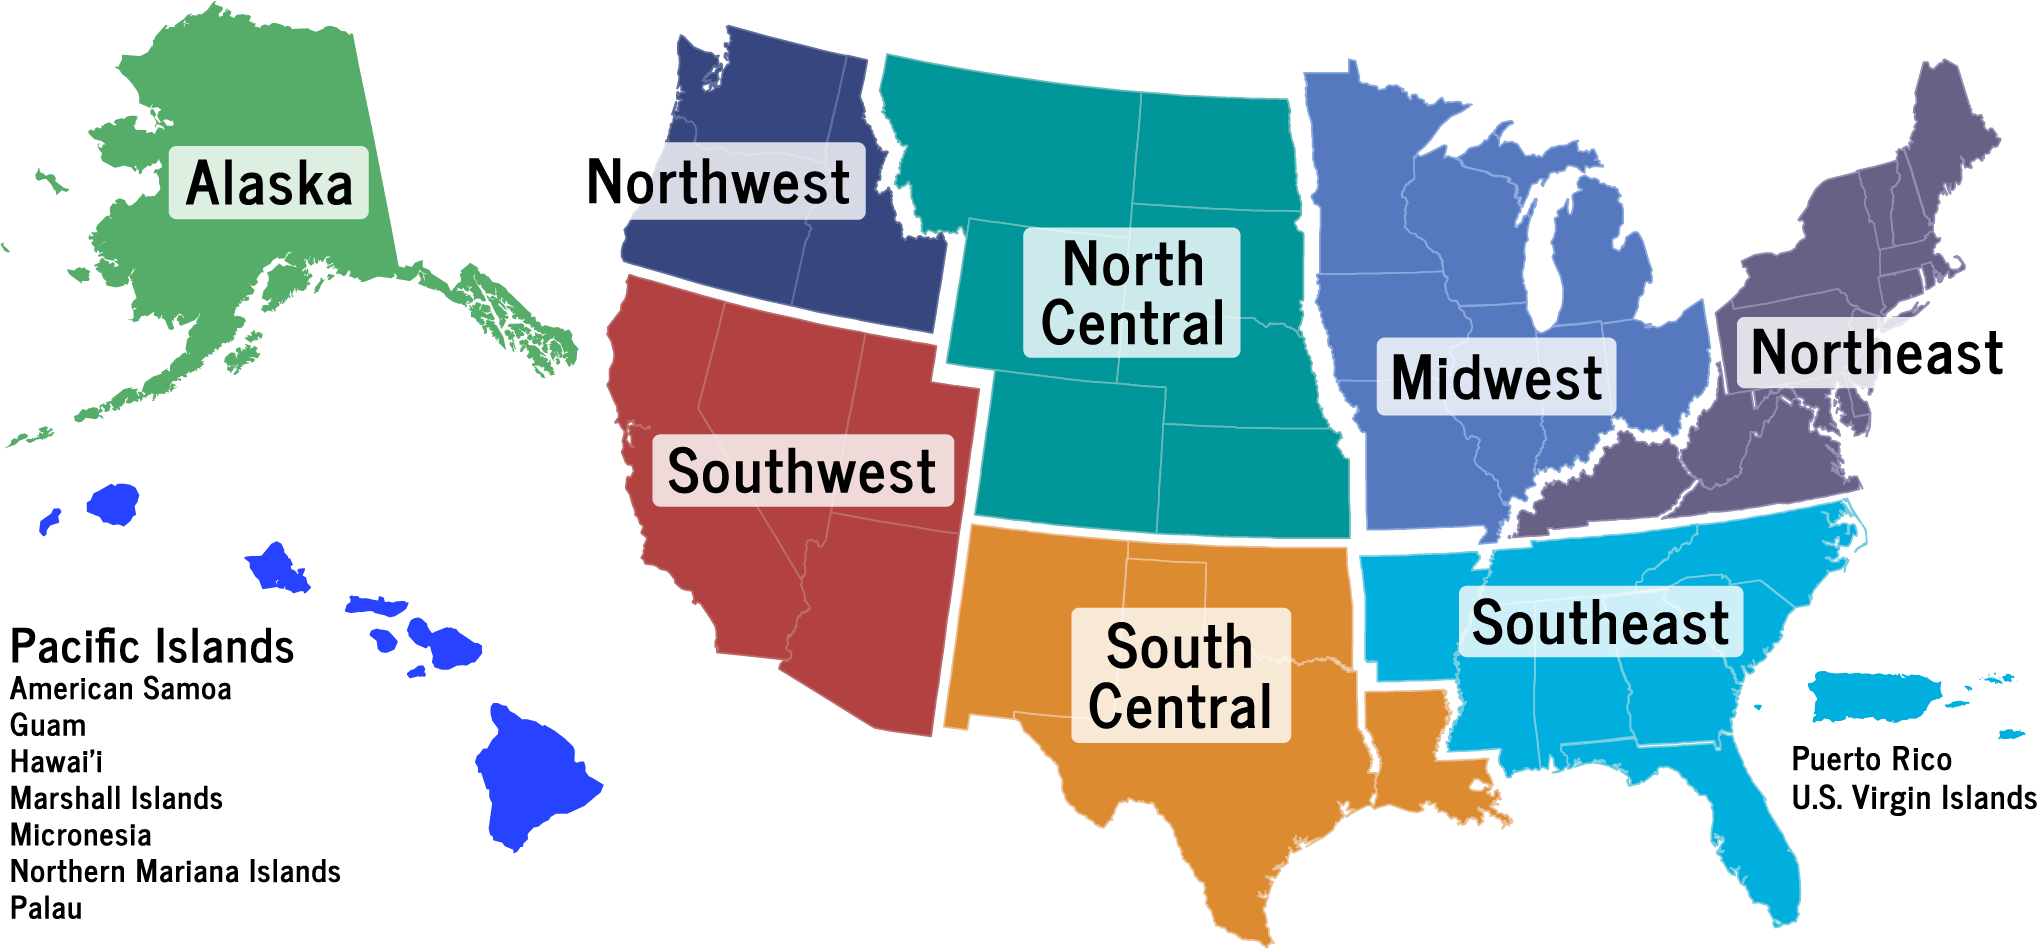 Alaska
Northwest
North
Central
Midwest
Northeast
Southwest
South
Central
Southeast
Pacific Islands
American Samoa
Guam
Hawai’i
Marshall Islands
Micronesia
Northern Mariana Islands
Palau
Puerto Rico
U.S. Virgin Islands